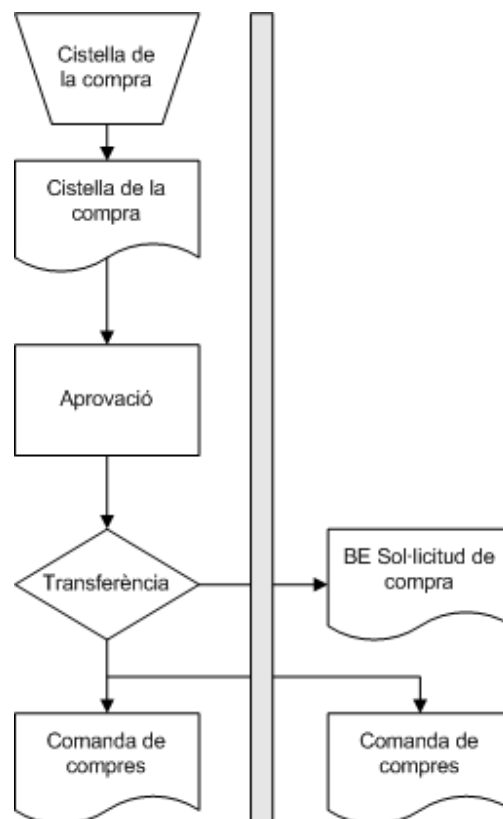 Cistella de
la compra
Cistella de la
compra
Aprovació
Transferència
BE Sol·licitud de
compra
Comanda de
compres
Comanda de
compres